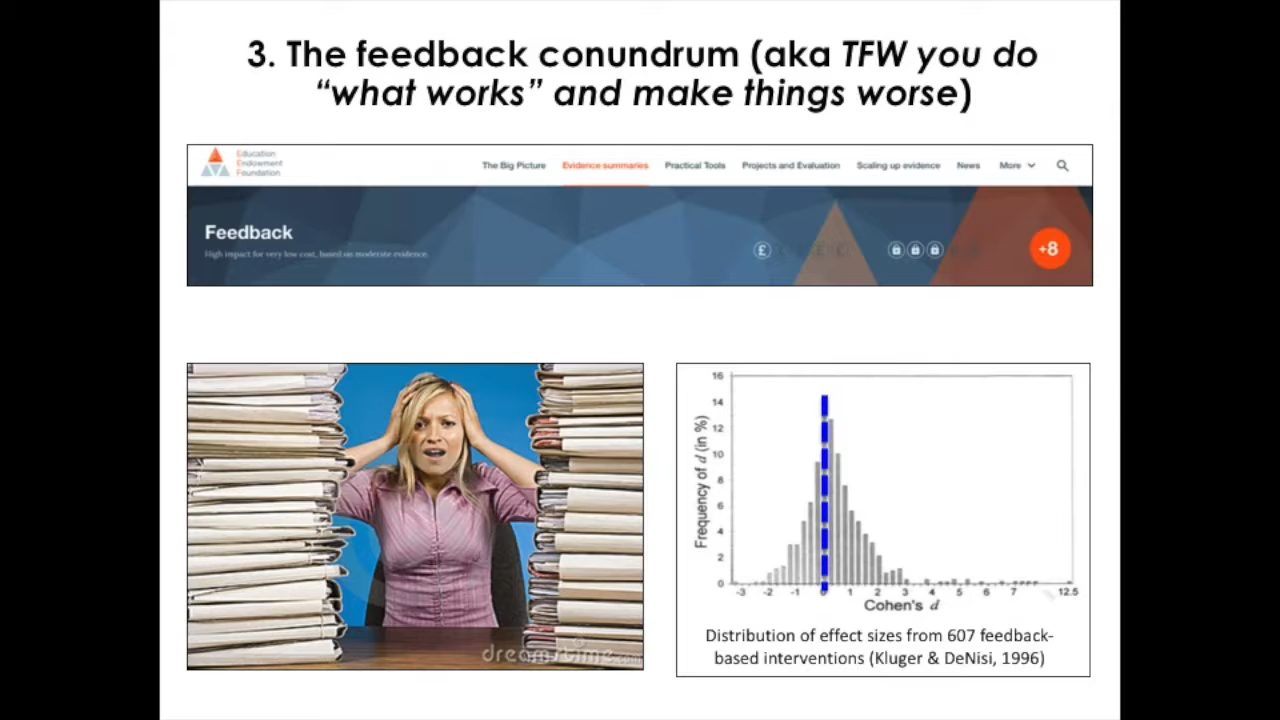 3. The feedback conundrum (aka TFW you do
“what works” and make things worse)
Education
Endowment
Foundation
The Big Picture Evidence summaries Practical Tools Projects and Evaluation Scaling up evidence News More
Feedback
High impact for very low cost, based on moderate evidence.
£ £ £
+8
dreamstime.com
16
14
12
10
8
6
4
2
0
Frequency of d (in %)
-3 -2 -1 0 1 2 3 4 5 6 7 12.5
Cohen's d
Distribution of effect sizes from 607 feedback-
based interventions (Kluger & DeNisi, 1996)